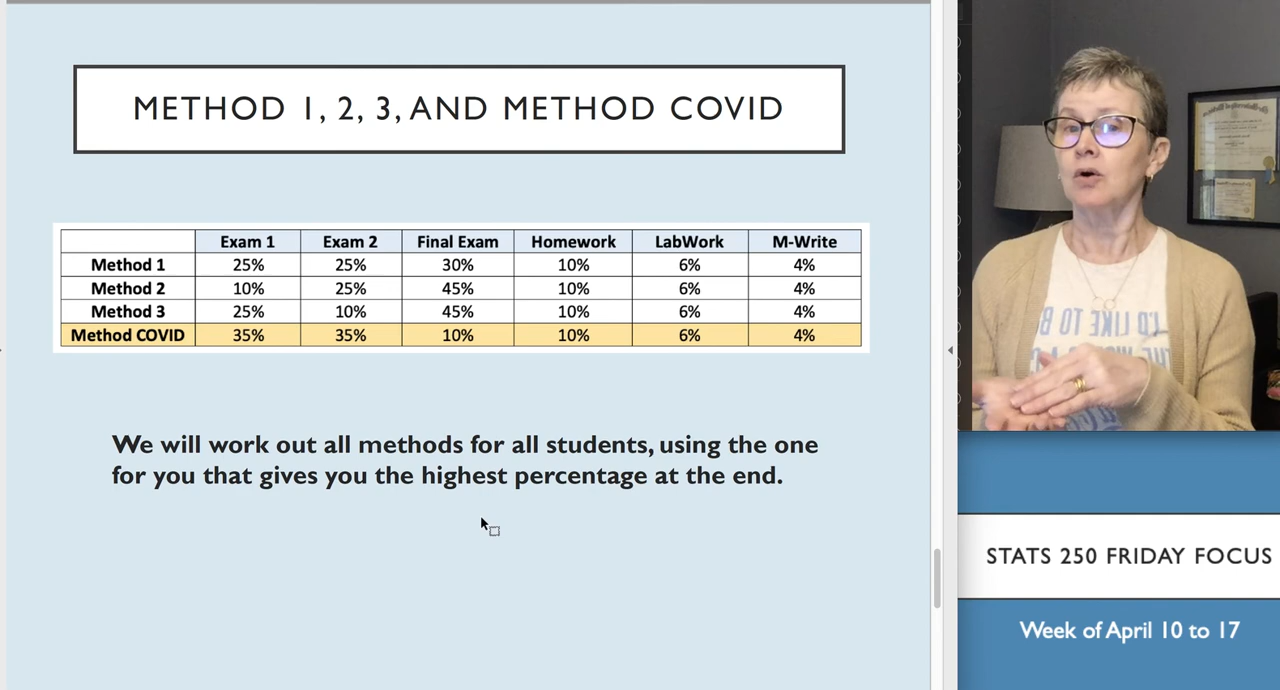 METHOD 1, 2, 3, AND METHOD COVID
Exam 1 Exam 2 Final Exam Homework LabWork M-Write
Method 1 25% 25% 30% 10% 6% 4%
Method 2 10% 25% 45% 10% 6% 4%
Method 3 25% 10% 45% 10% 6% 4%
Method COVID 35% 35% 10% 10% 6% 4%
We will work out all methods for all students, using the one
for you that gives you the highest percentage at the end.
I'D LIKE TO B
STATS 250 FRIDAY FOCUS
Week of April 10 to 17